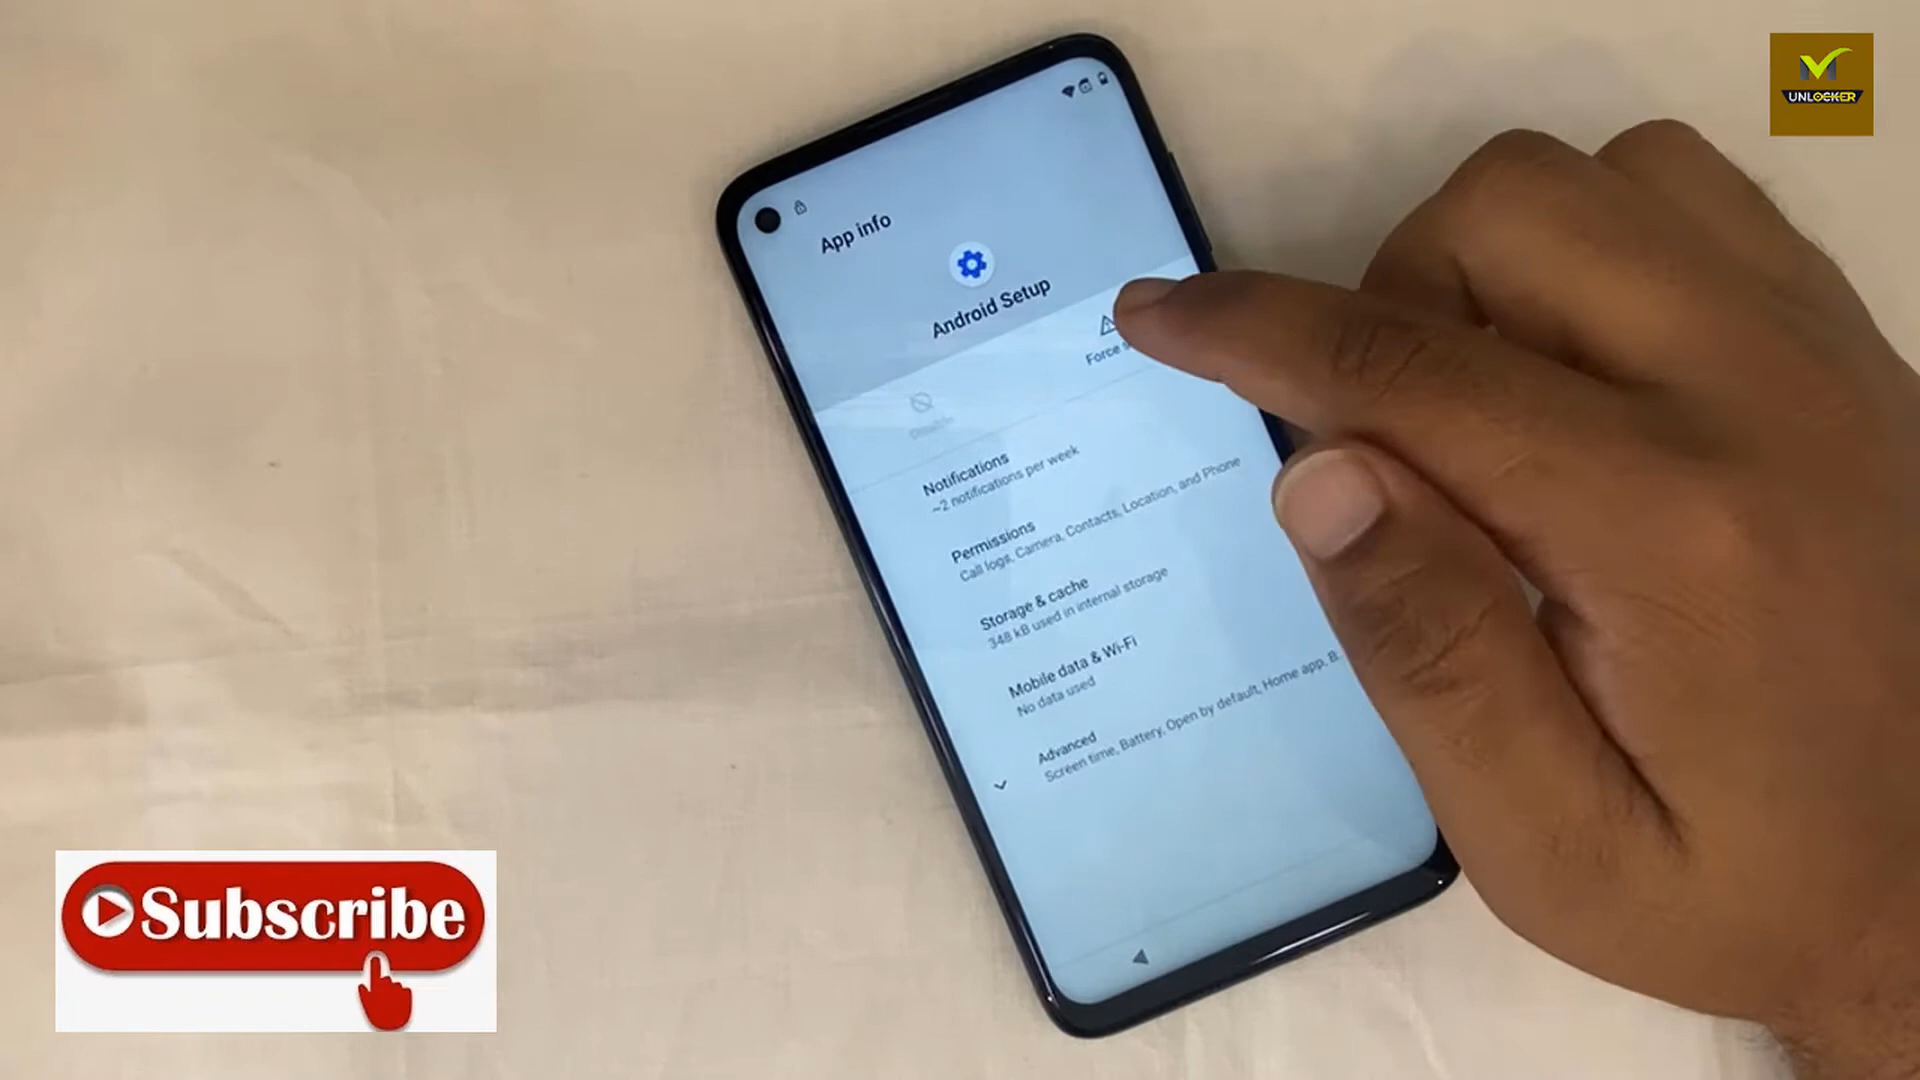 M
UNLOCKER
App info
Android Setup
Force
Disable
Notifications
~2 notifications per week
Permissions
Call logs, Camera, Contacts, Location, and Phone
Storage & cache
348 kB used in internal storage
Mobile data & Wi-Fi
No data used
Advanced
Screen time, Battery, Open by default, Home app, B..
Subscribe